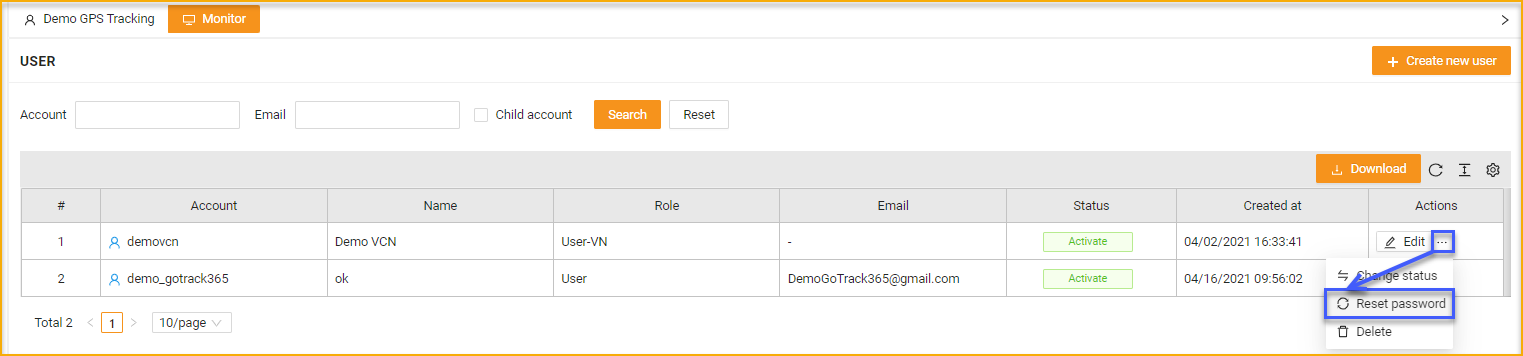 Demo GPS Tracking Monitor
USER
Create new user
Account Email Child account Search Reset
Download
# Account Name Role Email Status Created at Actions
1 demovcn Demo VCN User-VN - Activate 04/02/2021 16:33:41 Edit ...
2 demo_gotrack365 ok User DemoGoTrack365@gmail.com Activate 04/16/2021 09:56:02
Change status
Reset password
Delete
Total 2 < 1 > 10/page